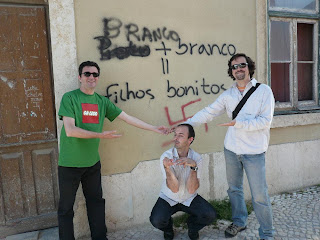 BRANCO
+ branco
=
filhos bonitos